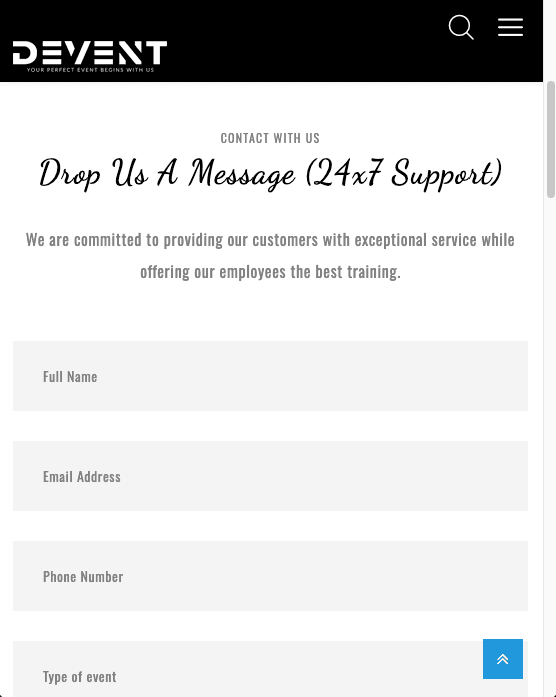 DEVENT
YOUR PERFECT EVENT BEGINS WITH US
CONTACT WITH US
Drop Us A Message (24x7 Support)
We are committed to providing our customers with exceptional service while
offering our employees the best training.
Full Name
Email Address
Phone Number
Type of event